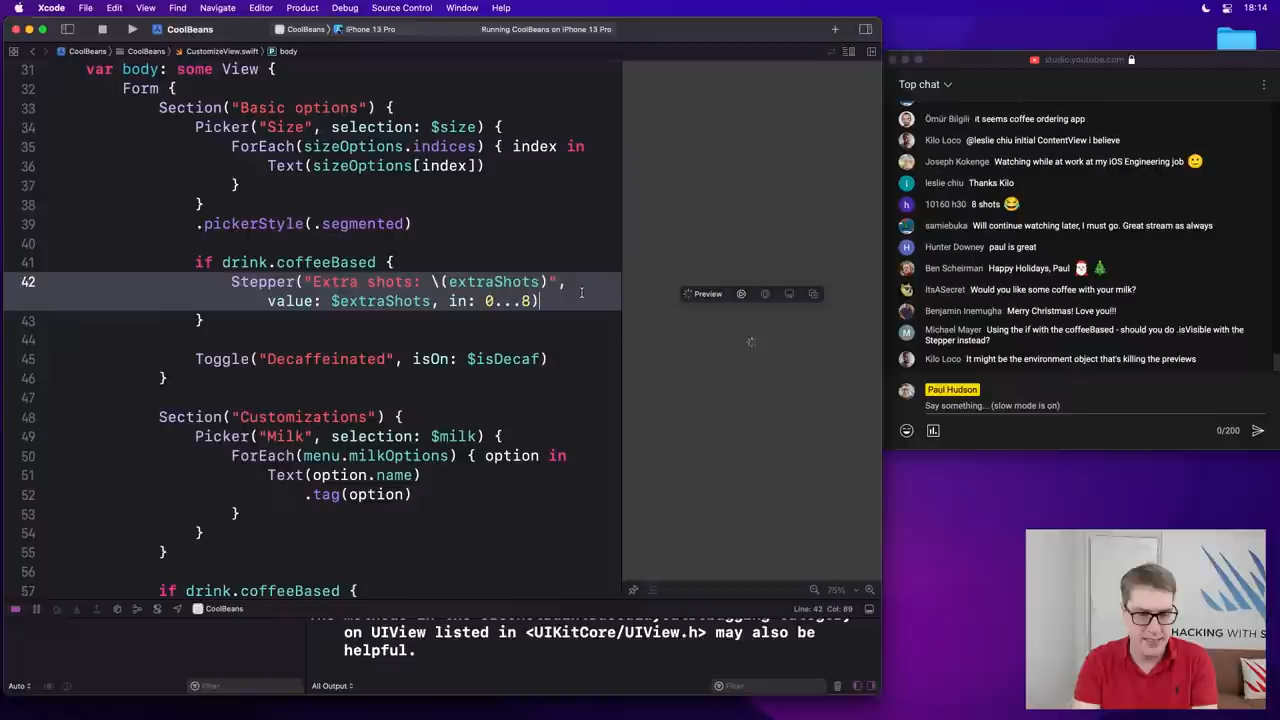 Xcode File Edit View Find Navigate Editor Product Debug Source Control Window Help 18:14
CoolBeans
CoolBeans iPhone 13 Pro
Running CoolBeans on iPhone 13 Pro
CoolBeans CoolBeans CustomizeView.swift body
31 var body: some View {
32 Form {
33 Section("Basic options") {
34 Picker("Size", selection: $size) {
35 ForEach(sizeOptions.indices) { index in
36 Text(sizeOptions[index])
37 }
38 }
39 .pickerStyle(.segmented)
40
41 if drink.coffeeBased {
42 Stepper("Extra shots: \(extraShots)",
value: $extraShots, in: 0...8)
43 }
44
45 Toggle("Decaffeinated", isOn: $isDecaf)
46 }
47
48 Section("Customizations") {
49 Picker("Milk", selection: $milk) {
50 ForEach(menu.milkOptions) { option in
51 Text(option.name)
52 .tag(option)
53 }
54 }
55 }
56
57 if drink.coffeeBased {
Preview
75%
CoolBeans
Line: 42 Col: 89
on UIView listed in <UIKitCore/UIView.h> may also be
helpful.
Auto
Filter
All Output
Filter
studio.youtube.com
Top chat
Ömür Bilgili it seems coffee ordering app
Kilo Loco @leslie chiu initial ContentView i believe
Joseph Kokenge Watching while at work at my iOS Engineering job 🙂
leslie chiu Thanks Kilo
10160 h30 8 shots 😂
samiebuka Will continue watching later, I must go. Great stream as always
Hunter Downey paul is great
Ben Scheirman Happy Holidays, Paul 🎅 🎄
ItsASecret Would you like some coffee with your milk?
Benjamin Inemugha Merry Christmas! Love you!!!
Michael Mayer Using the if with the coffeeBased - should you do .isVisible with the
Stepper instead?
Kilo Loco It might be the environment object that's killing the previews
Paul Hudson
Say something... (slow mode is on)
0/200
HACKING WITH S